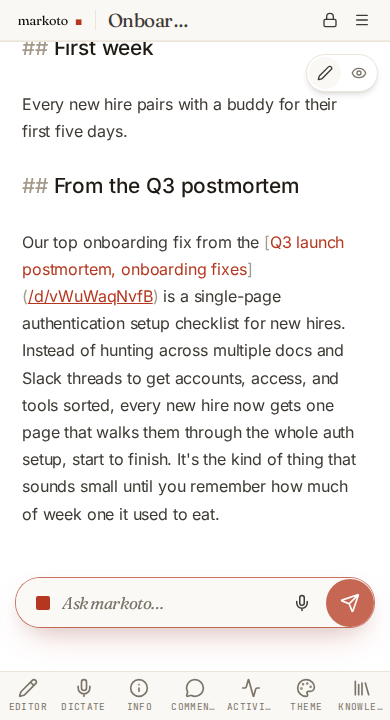 markoto
Onboar...
## First week
Every new hire pairs with a buddy for their
first five days.
## From the Q3 postmortem
Our top onboarding fix from the [Q3 launch
postmortem, onboarding fixes]
(/d/vWuWaqNvfB) is a single-page
authentication setup checklist for new hires.
Instead of hunting across multiple docs and
Slack threads to get accounts, access, and
tools sorted, every new hire now gets one
page that walks them through the whole auth
setup, start to finish. It's the kind of thing that
sounds small until you remember how much
of week one it used to eat.
Ask markoto...
EDITOR DICTATE INFO COMMEN… ACTIVI… THEME KNOWLE…